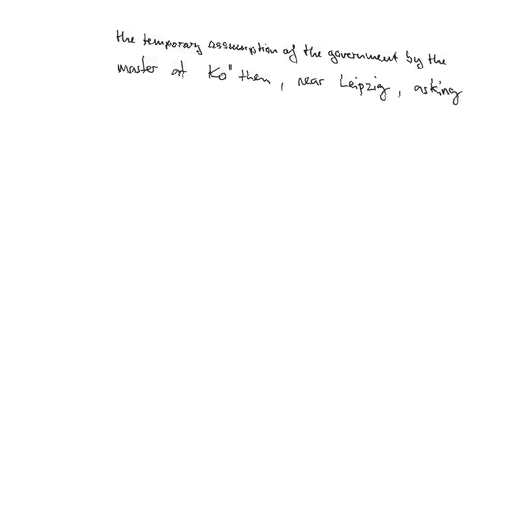 the temporary assumption of the government by the
master at Ko" then, near Leipzig, asking